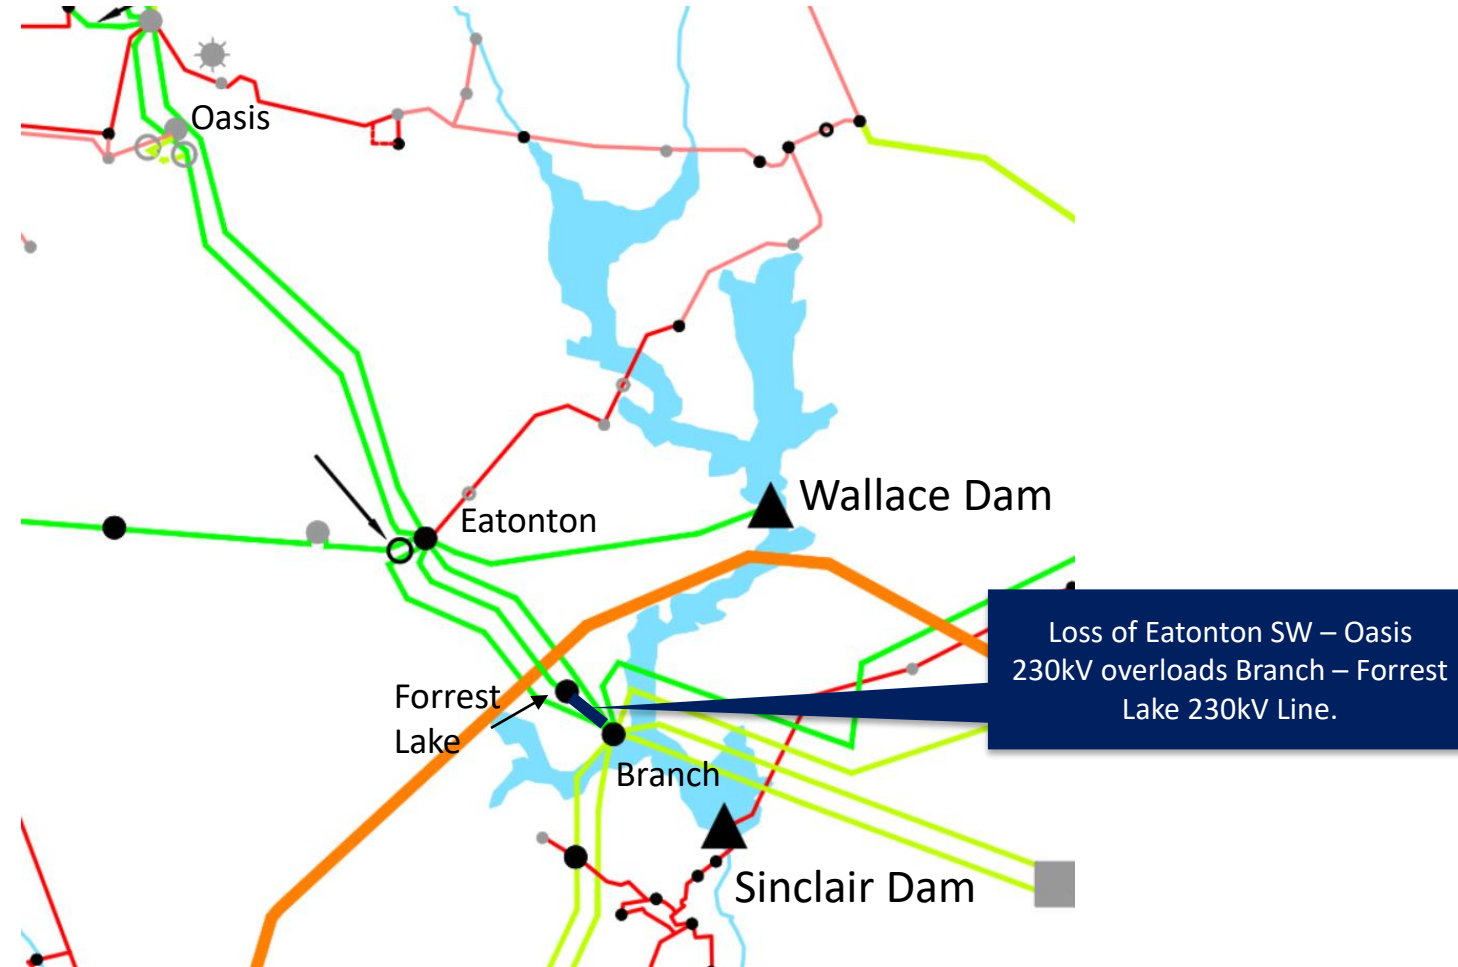 Oasis
Wallace Dam
Eatonton
Loss of Eatonton SW – Oasis
230kV overloads Branch – Forrest
Lake 230kV Line.
Forrest
Lake
Branch
Sinclair Dam